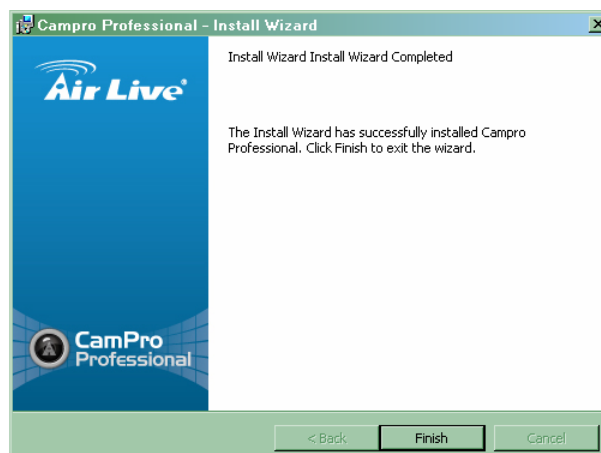 Campro Professional - Install Wizard
Air Live
Install Wizard Install Wizard Completed
The Install Wizard has successfully installed Campro
Professional. Click Finish to exit the wizard.
CamPro
Professional
< Back
Finish
Cancel